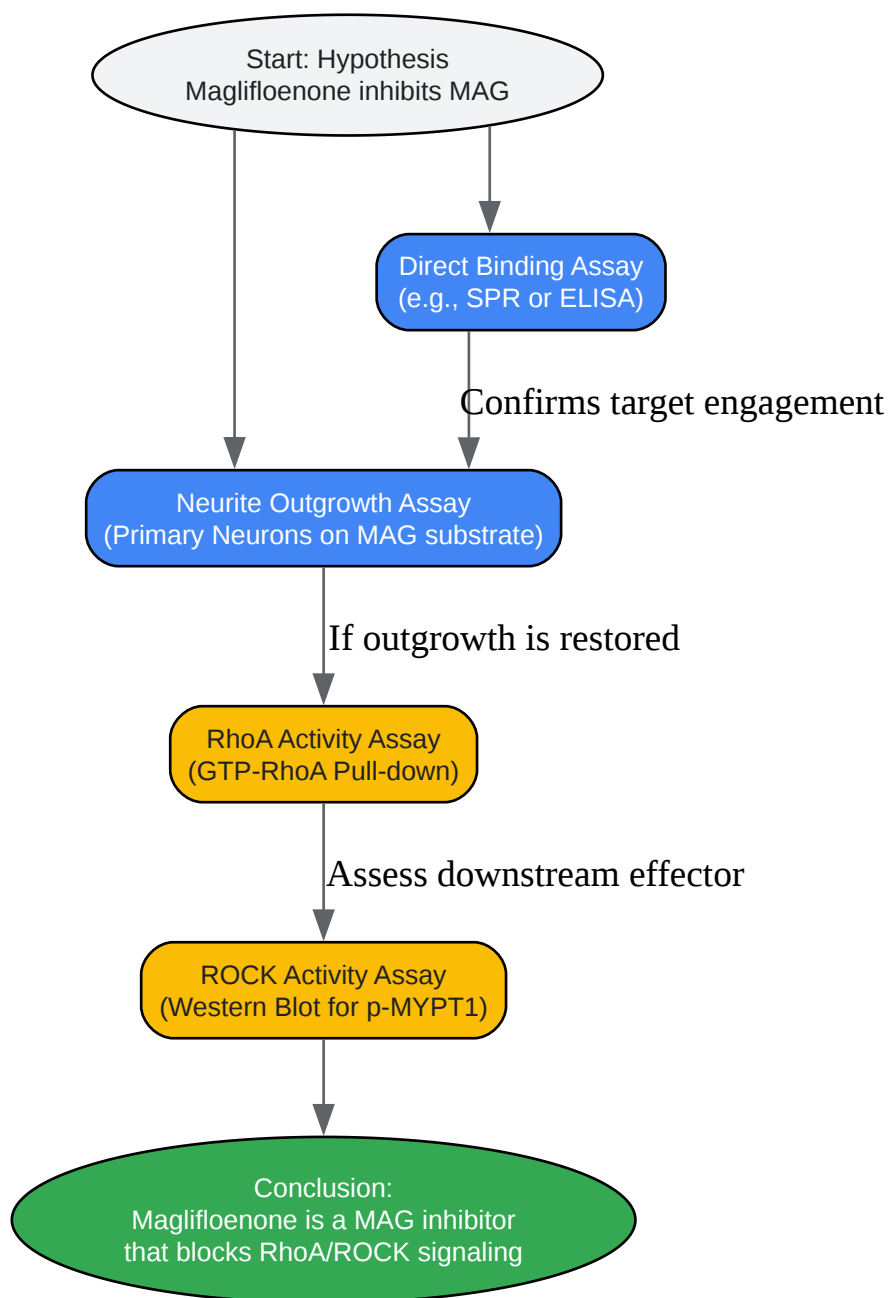 Start: Hypothesis
Maglifloenone inhibits MAG
Direct Binding Assay
(e.g., SPR or ELISA)
Confirms target engagement
Neurite Outgrowth Assay
(Primary Neurons on MAG substrate)
If outgrowth is restored
RhoA Activity Assay
(GTP-RhoA Pull-down)
Assess downstream effector
ROCK Activity Assay
(Western Blot for p-MYPT1)
Conclusion:
Maglifloenone is a MAG inhibitor
that blocks RhoA/ROCK signaling